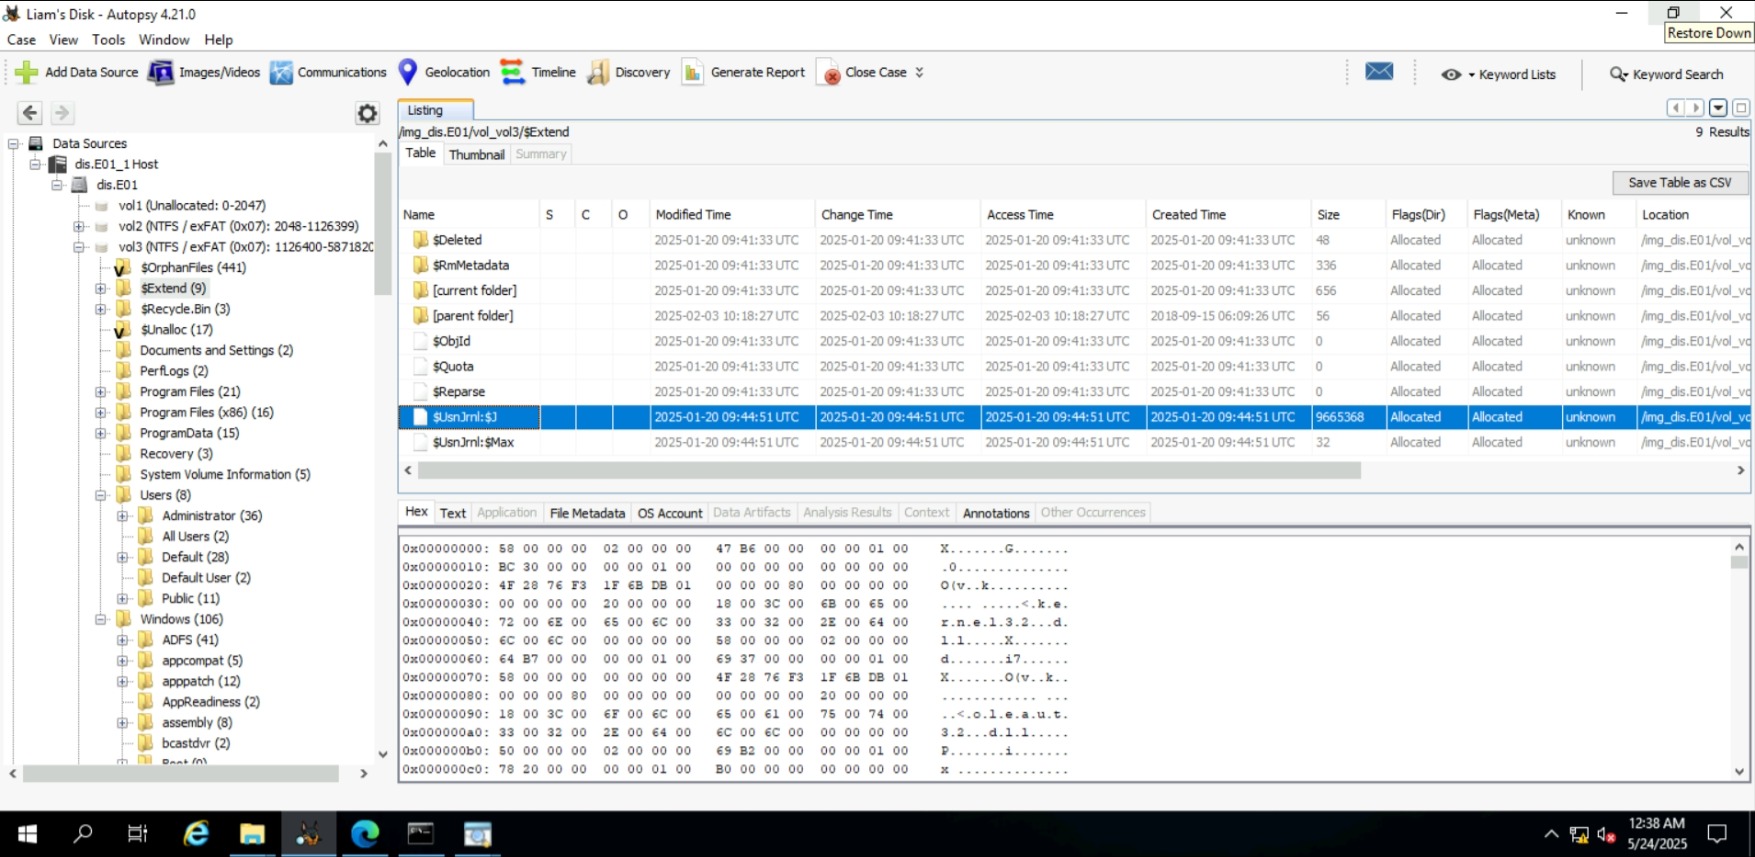 Liam's Disk - Autopsy 4.21.0
Restore Down
Case View Tools Window Help
Add Data Source Images/Videos Communications Geolocation Timeline Discovery Generate Report Close Case Keyword Lists Keyword Search
Data Sources
dis.E01_1 Host
dis.E01
vol1 (Unallocated: 0-2047)
vol2 (NTFS / exFAT (0x07): 2048-1126399)
vol3 (NTFS / exFAT (0x07): 1126400-5871820
$OrphanFiles (441)
$Extend (9)
$Recycle.Bin (3)
$Unalloc (17)
Documents and Settings (2)
PerfLogs (2)
Program Files (21)
Program Files (x86) (16)
ProgramData (15)
Recovery (3)
System Volume Information (5)
Users (8)
Administrator (36)
All Users (2)
Default (28)
Default User (2)
Public (11)
Windows (106)
ADFS (41)
appcompat (5)
apppatch (12)
AppReadiness (2)
assembly (8)
bcastdvr (2)
Listing
/img_dis.E01/vol_vol3/$Extend
9 Results
Table Thumbnail Summary
Save Table as CSV
Name S C O Modified Time Change Time Access Time Created Time Size Flags(Dir) Flags(Meta) Known Location
$Deleted 2025-01-20 09:41:33 UTC 2025-01-20 09:41:33 UTC 2025-01-20 09:41:33 UTC 2025-01-20 09:41:33 UTC 48 Allocated Allocated unknown /img_dis.E01/vol_vo
$RmMetadata 2025-01-20 09:41:33 UTC 2025-01-20 09:41:33 UTC 2025-01-20 09:41:33 UTC 2025-01-20 09:41:33 UTC 336 Allocated Allocated unknown /img_dis.E01/vol_vo
[current folder] 2025-01-20 09:41:33 UTC 2025-01-20 09:41:33 UTC 2025-01-20 09:41:33 UTC 2025-01-20 09:41:33 UTC 656 Allocated Allocated unknown /img_dis.E01/vol_vo
[parent folder] 2025-02-03 10:18:27 UTC 2025-02-03 10:18:27 UTC 2025-02-03 10:18:27 UTC 2018-09-15 06:09:26 UTC 56 Allocated Allocated unknown /img_dis.E01/vol_vo
$ObjId 2025-01-20 09:41:33 UTC 2025-01-20 09:41:33 UTC 2025-01-20 09:41:33 UTC 2025-01-20 09:41:33 UTC 0 Allocated Allocated unknown /img_dis.E01/vol_vo
$Quota 2025-01-20 09:41:33 UTC 2025-01-20 09:41:33 UTC 2025-01-20 09:41:33 UTC 2025-01-20 09:41:33 UTC 0 Allocated Allocated unknown /img_dis.E01/vol_vo
$Reparse 2025-01-20 09:41:33 UTC 2025-01-20 09:41:33 UTC 2025-01-20 09:41:33 UTC 2025-01-20 09:41:33 UTC 0 Allocated Allocated unknown /img_dis.E01/vol_vo
$UsnJrnl:$J 2025-01-20 09:44:51 UTC 2025-01-20 09:44:51 UTC 2025-01-20 09:44:51 UTC 2025-01-20 09:44:51 UTC 9665368 Allocated Allocated unknown /img_dis.E01/vol_vo
$UsnJrnl:$Max 2025-01-20 09:44:51 UTC 2025-01-20 09:44:51 UTC 2025-01-20 09:44:51 UTC 2025-01-20 09:44:51 UTC 32 Allocated Allocated unknown /img_dis.E01/vol_vo
Hex Text Application File Metadata OS Account Data Artifacts Analysis Results Context Annotations Other Occurrences
0x00000000: 58 00 00 00 02 00 00 00 47 B6 00 00 00 00 01 00 X.......G.......
0x00000010: BC 30 00 00 00 00 01 00 00 00 00 00 00 00 00 00 .0..............
0x00000020: 4F 28 76 F3 1F 6B DB 01 00 00 00 80 00 00 00 00 O(v..k..........
0x00000030: 00 00 00 00 20 00 00 00 18 00 3C 00 6B 00 65 00 .... .....<.k.e.
0x00000040: 72 00 6E 00 65 00 6C 00 33 00 32 00 2E 00 64 00 r.n.e.l.3.2...d.
0x00000050: 6C 00 6C 00 00 00 00 00 58 00 00 00 02 00 00 00 l.l.....X.......
0x00000060: 64 B7 00 00 00 00 01 00 69 37 00 00 00 00 01 00 d.......i7......
0x00000070: 58 00 00 00 00 00 00 00 4F 28 76 F3 1F 6B DB 01 X.......O(v..k..
0x00000080: 00 00 00 80 00 00 00 00 00 00 00 00 20 00 00 00 ............ ...
0x00000090: 18 00 3C 00 6F 00 6C 00 65 00 61 00 75 00 74 00 ..<.o.l.e.a.u.t.
0x000000a0: 33 00 32 00 2E 00 64 00 6C 00 6C 00 00 00 00 00 3.2...d.l.l.....
0x000000b0: 50 00 00 00 02 00 00 00 69 B2 00 00 00 00 01 00 P.......i.......
0x000000c0: 78 20 00 00 00 00 01 00 B0 00 00 00 00 00 00 00 x ..............
12:38 AM
5/24/2025